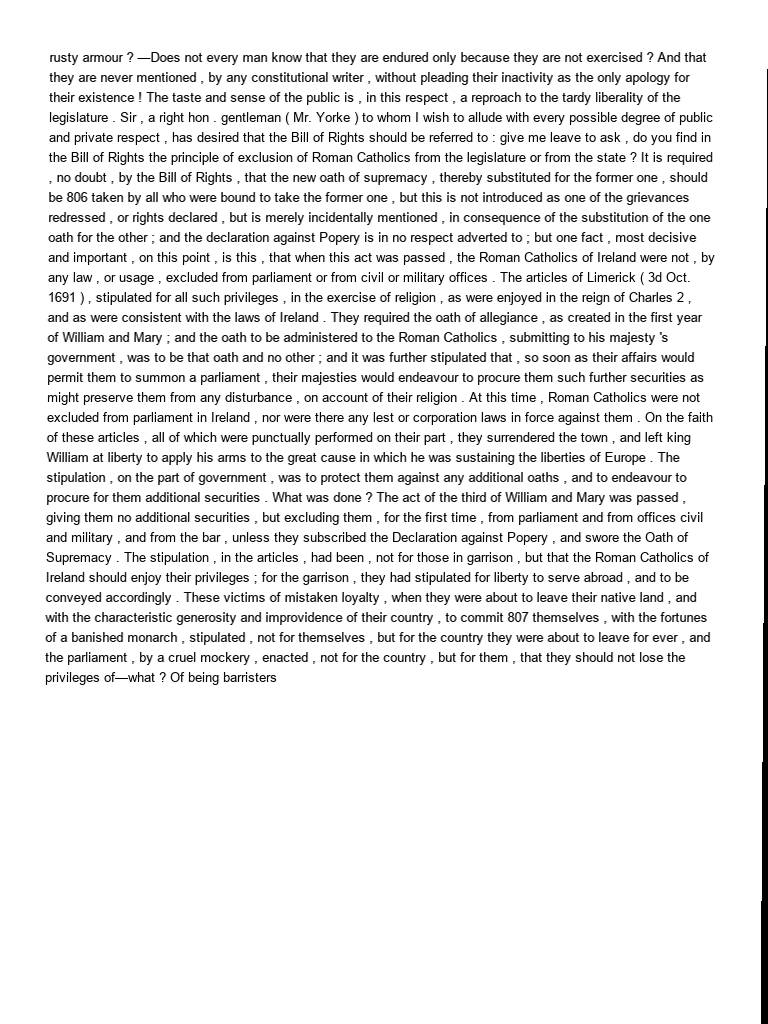 rusty armour ? —Does not every man know that they are endured only because they are not exercised ? And that
they are never mentioned , by any constitutional writer , without pleading their inactivity as the only apology for
their existence ! The taste and sense of the public is , in this respect , a reproach to the tardy liberality of the
legislature . Sir , a right hon . gentleman ( Mr. Yorke ) to whom I wish to allude with every possible degree of public
and private respect , has desired that the Bill of Rights should be referred to : give me leave to ask , do you find in
the Bill of Rights the principle of exclusion of Roman Catholics from the legislature or from the state ? It is required
, no doubt , by the Bill of Rights , that the new oath of supremacy , thereby substituted for the former one , should
be 806 taken by all who were bound to take the former one , but this is not introduced as one of the grievances
redressed , or rights declared , but is merely incidentally mentioned , in consequence of the substitution of the one
oath for the other ; and the declaration against Popery is in no respect adverted to ; but one fact , most decisive
and important , on this point , is this , that when this act was passed , the Roman Catholics of Ireland were not , by
any law , or usage , excluded from parliament or from civil or military offices . The articles of Limerick ( 3d Oct.
1691 ) , stipulated for all such privileges , in the exercise of religion , as were enjoyed in the reign of Charles 2 ,
and as were consistent with the laws of Ireland . They required the oath of allegiance , as created in the first year
of William and Mary ; and the oath to be administered to the Roman Catholics , submitting to his majesty 's
government , was to be that oath and no other ; and it was further stipulated that , so soon as their affairs would
permit them to summon a parliament , their majesties would endeavour to procure them such further securities as
might preserve them from any disturbance , on account of their religion . At this time , Roman Catholics were not
excluded from parliament in Ireland , nor were there any lest or corporation laws in force against them . On the faith
of these articles , all of which were punctually performed on their part , they surrendered the town , and left king
William at liberty to apply his arms to the great cause in which he was sustaining the liberties of Europe . The
stipulation , on the part of government , was to protect them against any additional oaths , and to endeavour to
procure for them additional securities . What was done ? The act of the third of William and Mary was passed ,
giving them no additional securities , but excluding them , for the first time , from parliament and from offices civil
and military , and from the bar , unless they subscribed the Declaration against Popery , and swore the Oath of
Supremacy . The stipulation , in the articles , had been , not for those in garrison , but that the Roman Catholics of
Ireland should enjoy their privileges ; for the garrison , they had stipulated for liberty to serve abroad , and to be
conveyed accordingly . These victims of mistaken loyalty , when they were about to leave their native land , and
with the characteristic generosity and improvidence of their country , to commit 807 themselves , with the fortunes
of a banished monarch , stipulated , not for themselves , but for the country they were about to leave for ever , and
the parliament , by a cruel mockery , enacted , not for the country , but for them , that they should not lose the
privileges of—what ? Of being barristers